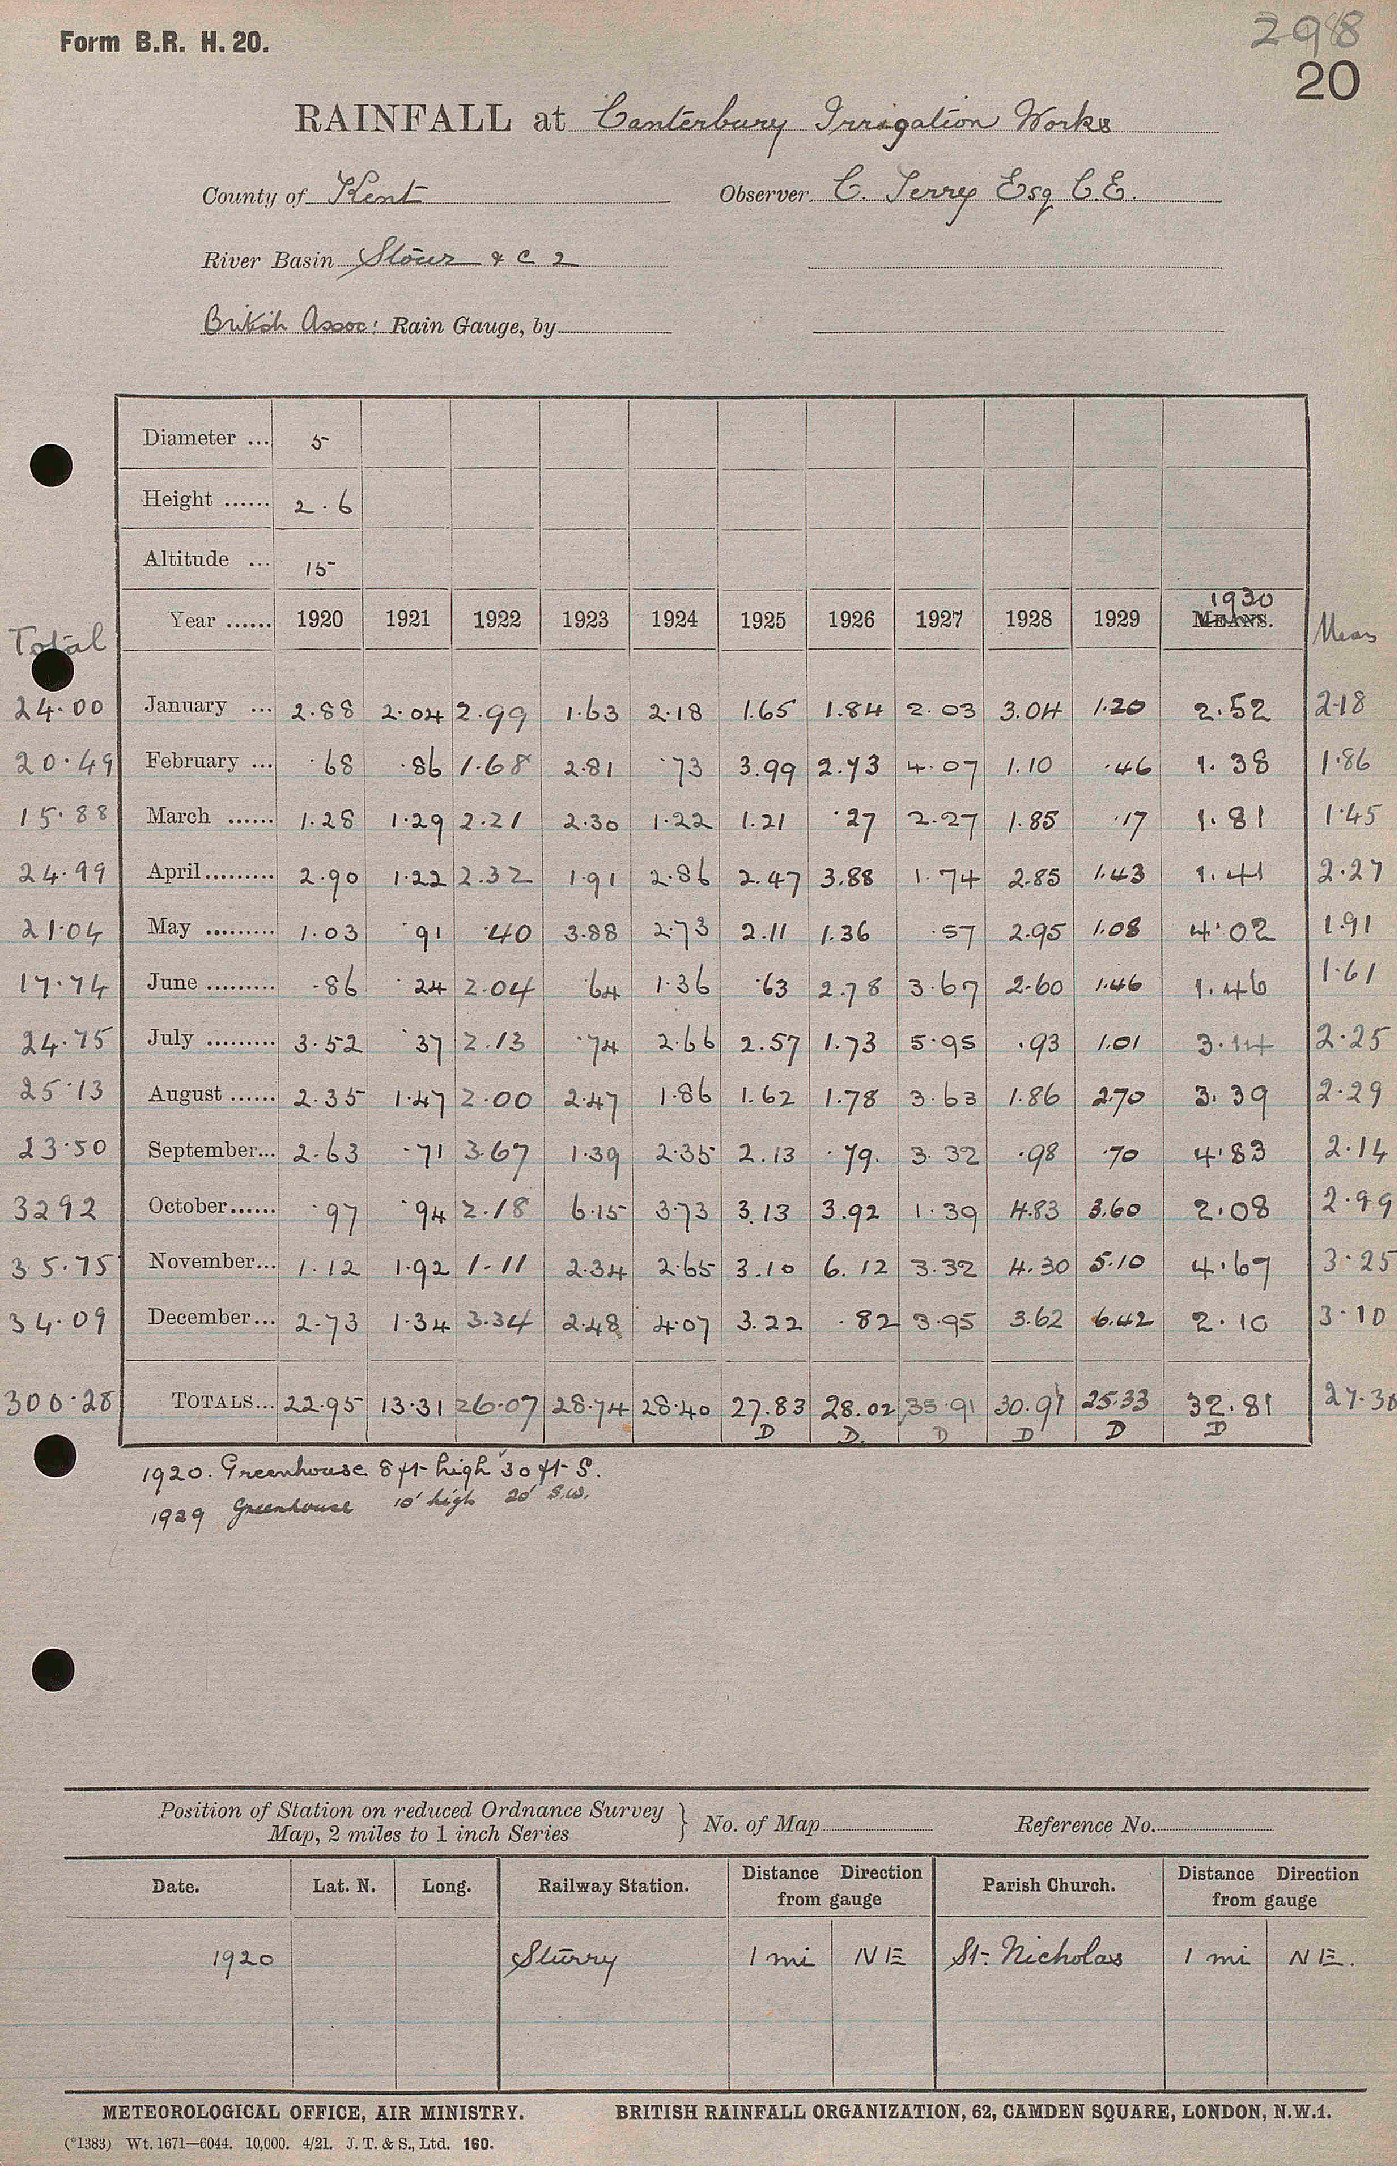 Form B.R. H. 20.
298
20
RAINFALL at Canterbury Irrigation Works
County of Kent Observer C. Terry Esq C.E.
River Basin Stour & C 2
British Assoc: Rain Gauge, by
Diameter ... 5
Height ...... 2.6
Altitude ... 15
Total Year ...... 1920 1921 1922 1923 1924 1925 1926 1927 1928 1929 1930 MEANS. Mean
24.00 January ... 2.88 2.04 2.99 1.63 2.18 1.65 1.84 2.03 3.04 1.20 2.52 2.18
20.49 February ... .68 .86 1.68 2.81 .73 3.99 2.73 4.07 1.10 .46 1.38 1.86
15.88 March ...... 1.28 1.29 2.21 2.30 1.22 1.21 .27 2.27 1.85 .17 1.81 1.45
24.99 April ......... 2.90 1.22 2.32 1.91 2.86 2.47 3.88 1.74 2.85 1.43 1.41 2.27
21.04 May ......... 1.03 .91 .40 3.88 2.73 2.11 1.36 .57 2.95 1.08 4.02 1.91
17.74 June ......... .86 .24 2.04 .64 1.36 .63 2.78 3.67 2.60 1.46 1.46 1.61
24.75 July ......... 3.52 .37 2.13 .74 2.66 2.57 1.73 5.95 .93 1.01 3.14 2.25
25.13 August ...... 2.35 1.47 2.00 2.47 1.86 1.62 1.78 3.63 1.86 2.70 3.39 2.29
23.50 September... 2.63 .71 3.67 1.39 2.35 2.13 .79. 3.32 .98 .70 4.83 2.14
32 92 October...... .97 .94 2.18 6.15 3.73 3.13 3.92 1.39 4.83 3.60 2.08 2.99
35.75 November... 1.12 1.92 1.11 2.34 2.65 3.10 6.12 3.32 4.30 5.10 4.67 3.25
34.09 December... 2.73 1.34 3.34 2.48 4.07 3.22 .82 3.95 3.62 6.42 2.10 3.10
300.28 TOTALS... 22.95 13.31 26.07 28.74 28.40 27.83 28.02 35.91 30.91 25.33 32.81 27.30
D D. D D D D
1920. Greenhouse 8 ft high 30 ft S.
1929 Greenhouse 10' high 20' S.W.
Position of Station on reduced Ordnance Survey
Map, 2 miles to 1 inch Series } No. of Map Reference No.
Date. Lat. N. Long. Railway Station. Distance Direction from gauge Parish Church. Distance Direction from gauge
1920 Sturry 1 mi NE St. Nicholas 1 mi NE.
METEOROLOGICAL OFFICE, AIR MINISTRY. BRITISH RAINFALL ORGANIZATION, 62, CAMDEN SQUARE, LONDON, N.W.1.
(*1383) Wt. 1671—6044. 10,000. 4/21. J. T. & S., Ltd. 160.